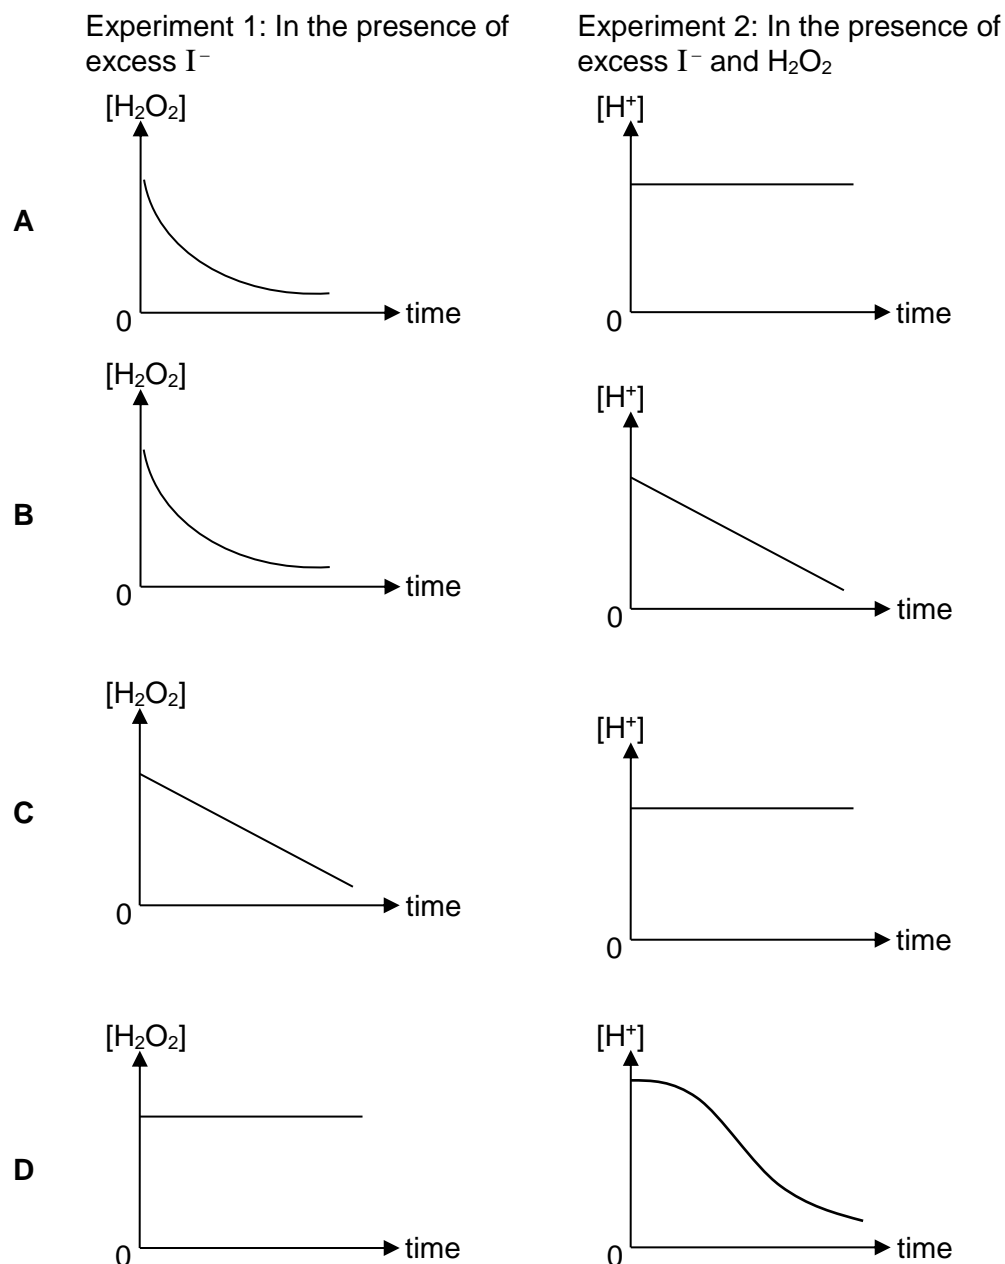 Experiment 1: In the presence of
excess I⁻
Experiment 2: In the presence of
excess I⁻ and H₂O₂
A
[H₂O₂]
0
time
[H⁺]
0
time
B
[H₂O₂]
0
time
[H⁺]
0
time
C
[H₂O₂]
0
time
[H⁺]
0
time
D
[H₂O₂]
0
time
[H⁺]
0
time